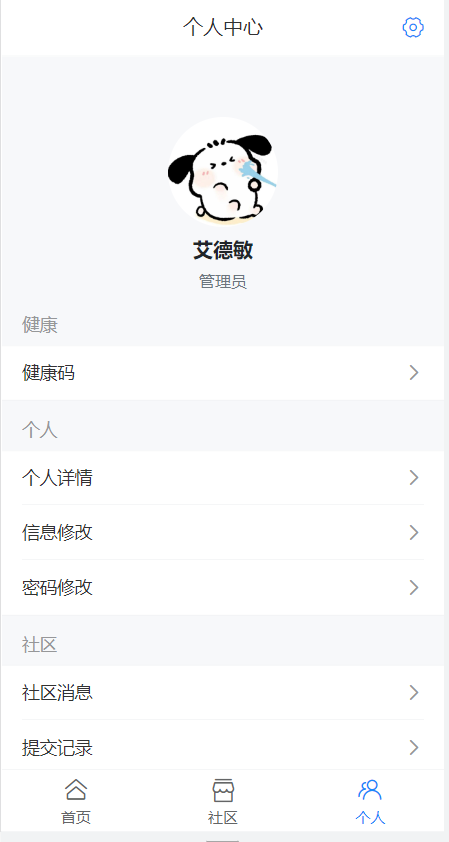 个人中心
艾德敏
管理员
健康
健康码
个人
个人详情
信息修改
密码修改
社区
社区消息
提交记录
首页
社区
个人